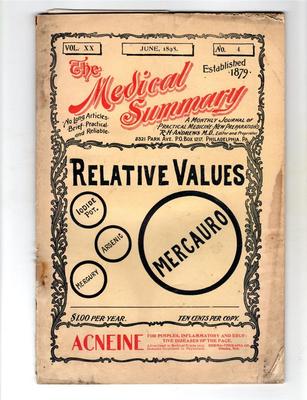 VOL. XX
JUNE, 1898.
No. 4
The Medical Summary
Established 1879
No Long Articles
Brief, Practical
and Reliable.
A MONTHLY JOURNAL OF
PRACTICAL MEDICINE, NEW PREPARATIONS, Etc.
R.H. ANDREWS M.D., Editor and Proprietor
2321 PARK AVE. P.O. BOX 1217. PHILADELPHIA, PA.
RELATIVE VALUES
IODIDE
POT.
ARSENIC
MERCURY
MERCAURO
$1.00 PER YEAR.
TEN CENTS PER COPY.
ACNEINE
FOR PIMPLES, INFLAMMATORY AND ERUP-
TIVE DISEASES OF THE FACE.